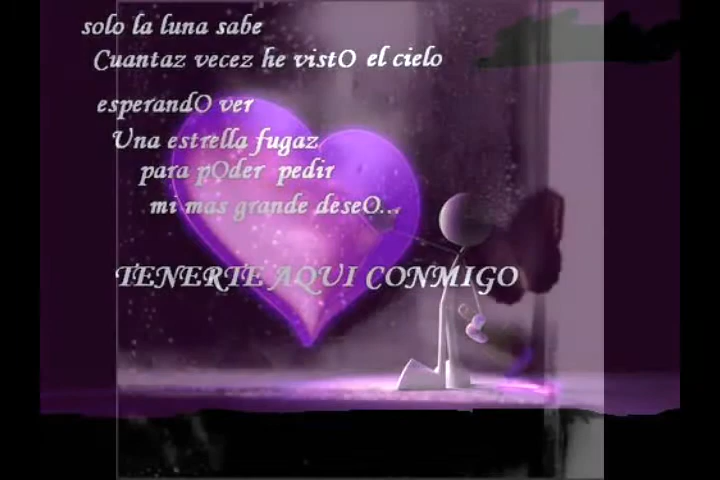 solo la luna sabe
Cuantaz vecez he vistO el cielo
esperandO ver
Una estrella fugaz
para pOder pedir
mi mas grande deseO...
TENERTE AQUI CONMIGO